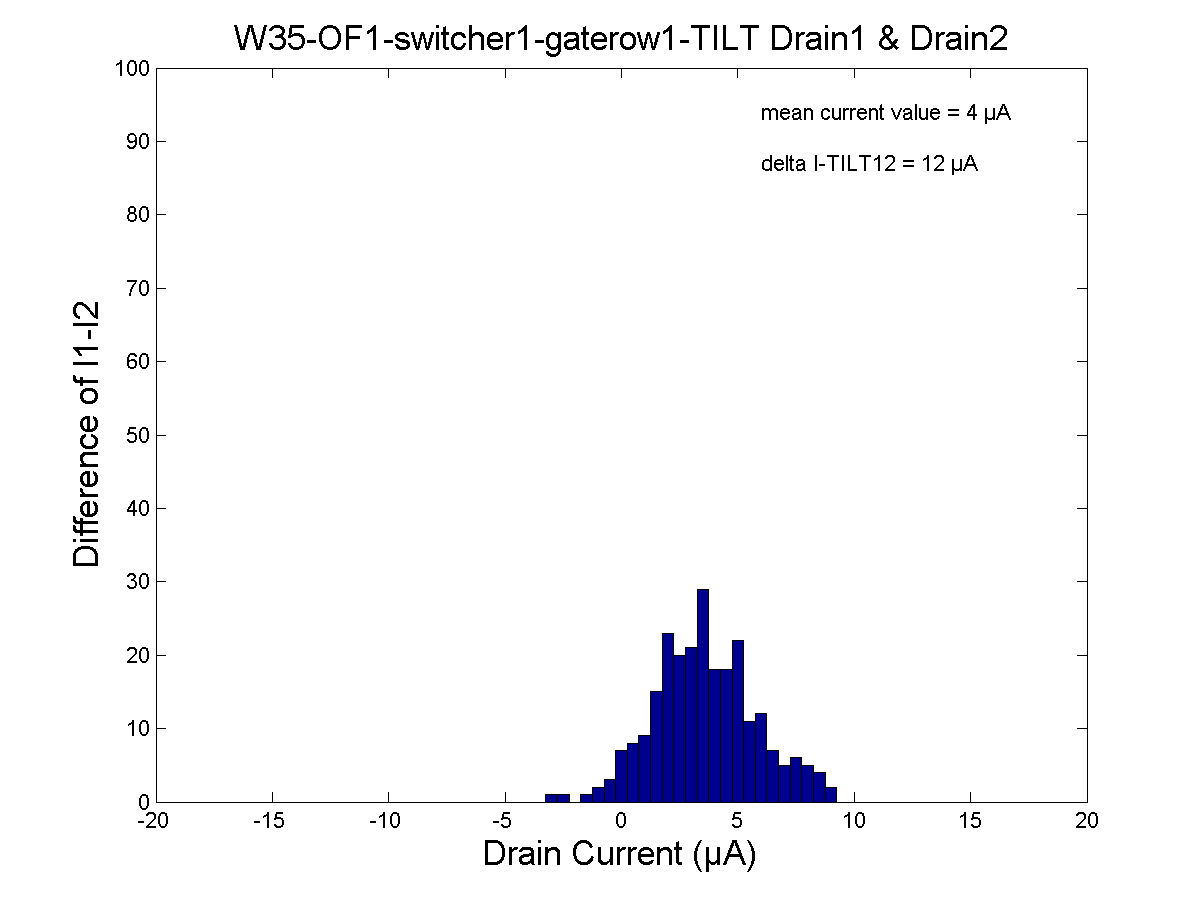 W35-OF1-switcher1-gaterow1-TILT Drain1 & Drain2
100
mean current value = 4 µA
90
delta I-TILT12 = 12 µA
80
70
60
50
40
30
20
10
0
Difference of I1-I2
-20 -15 -10 -5 0 5 10 15 20
Drain Current (µA)